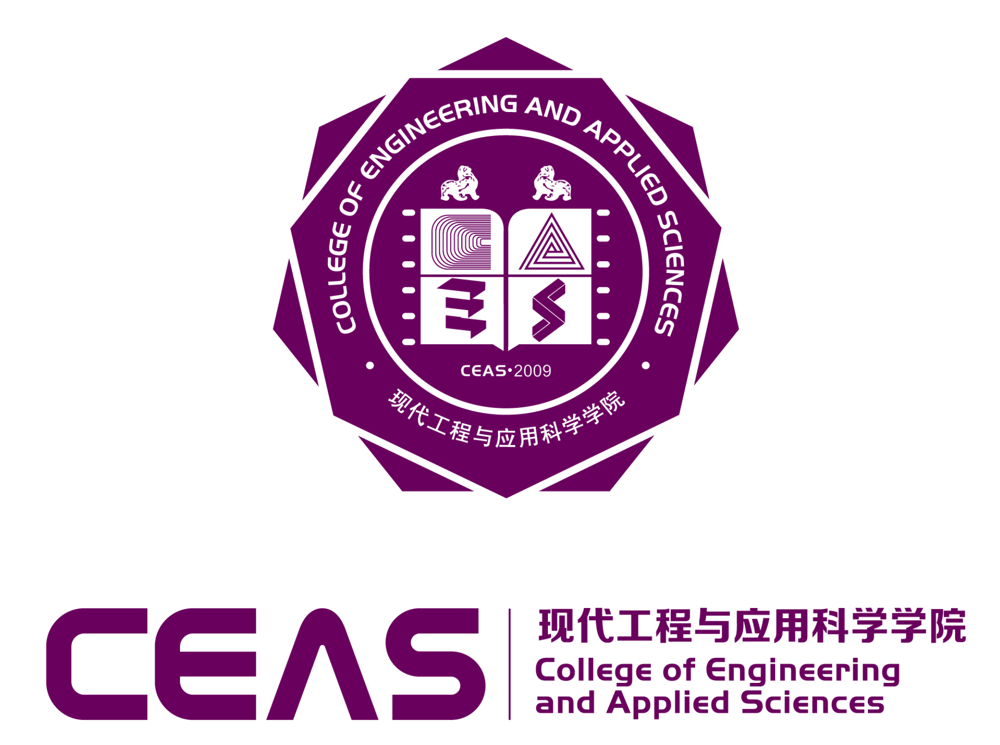 COLLEGE OF ENGINEERING AND APPLIED SCIENCES
C A
E S
CEAS·2009
现代工程与应用科学学院
CEAS
现代工程与应用科学学院
College of Engineering
and Applied Sciences